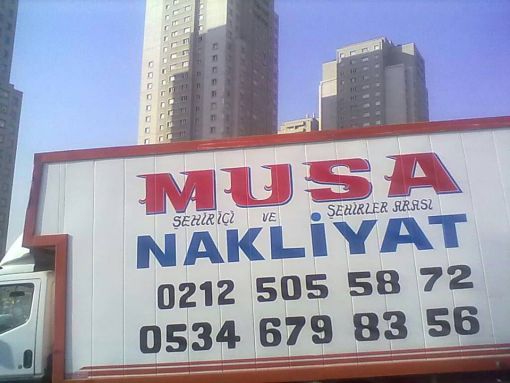 MUSA
ŞEHİRİÇİ VE ŞEHİRLER ARASI
NAKLİYAT
0212 505 58 72
0534 679 83 56